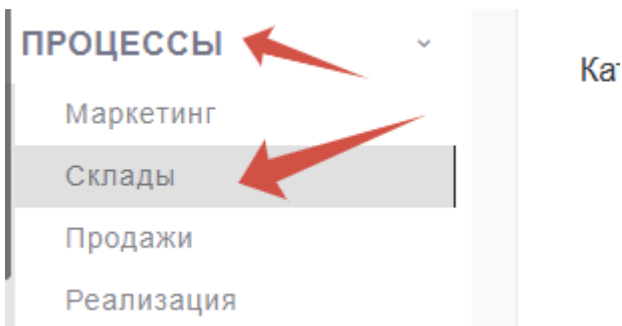 ПРОЦЕССЫ
Маркетинг
Склады
Продажи
Реализация